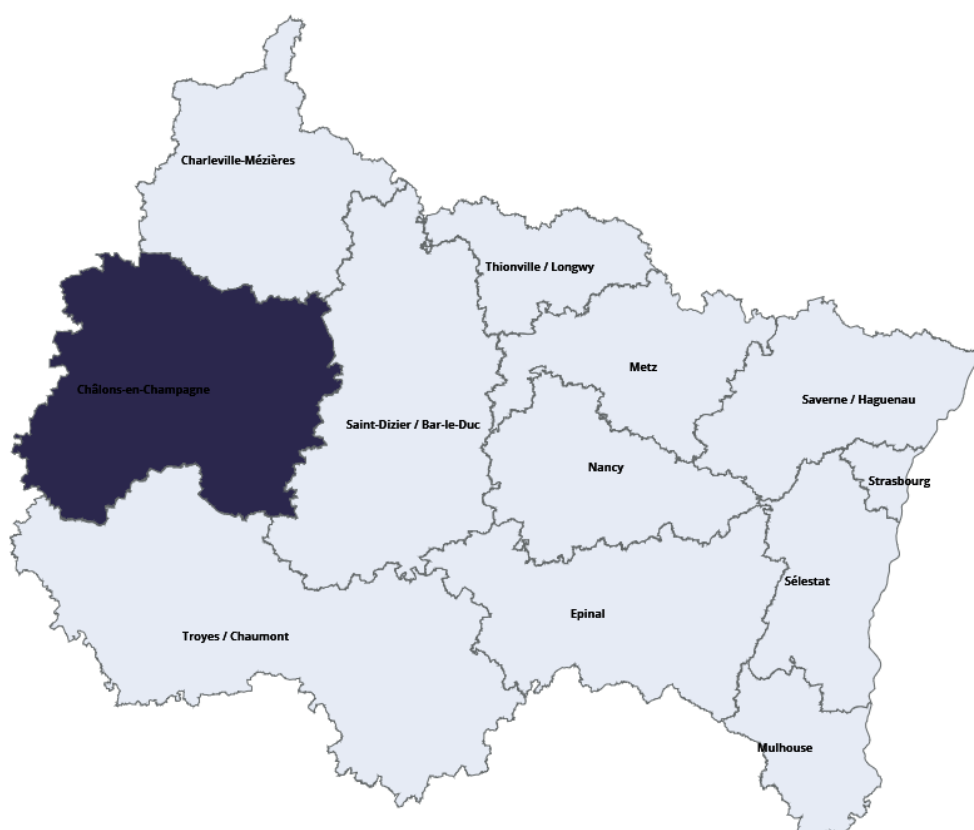 Charleville-Mézières
Thionville / Longwy
Metz
Châlons-en-Champagne
Saverne / Haguenau
Saint-Dizier / Bar-le-Duc
Nancy
Strasbourg
Sélestat
Epinal
Troyes / Chaumont
Mulhouse